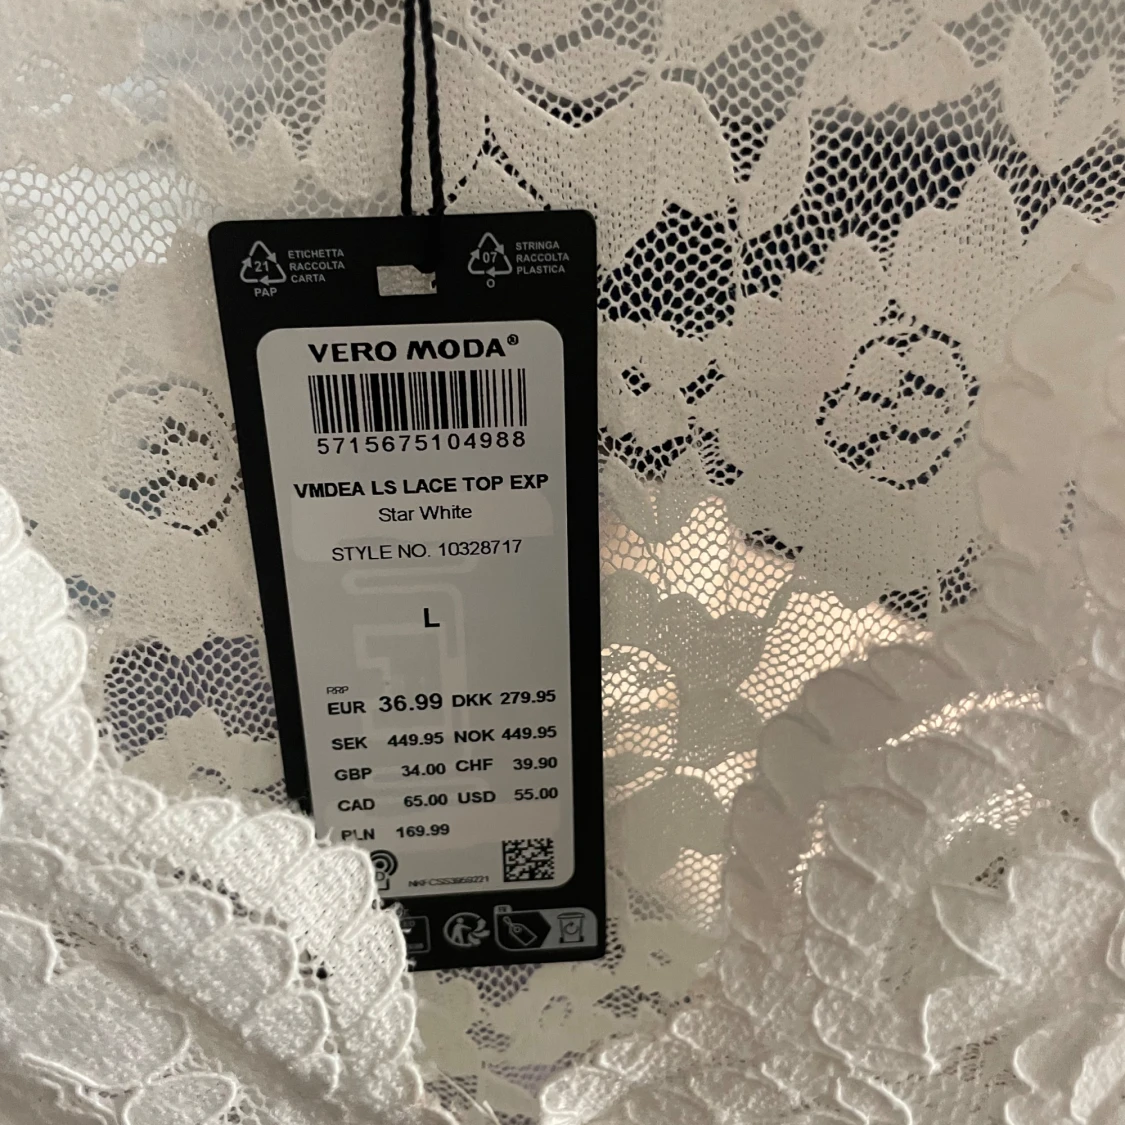 21
PAP
ETICHETTA
RACCOLTA
CARTA
07
O
STRINGA
RACCOLTA
PLASTICA
VERO MODA®
5715675104988
VMDEA LS LACE TOP EXP
Star White
STYLE NO. 10328717
L
RRP
EUR 36.99 DKK 279.95
SEK 449.95 NOK 449.95
GBP 34.00 CHF 39.90
CAD 65.00 USD 55.00
PLN 169.99
FR